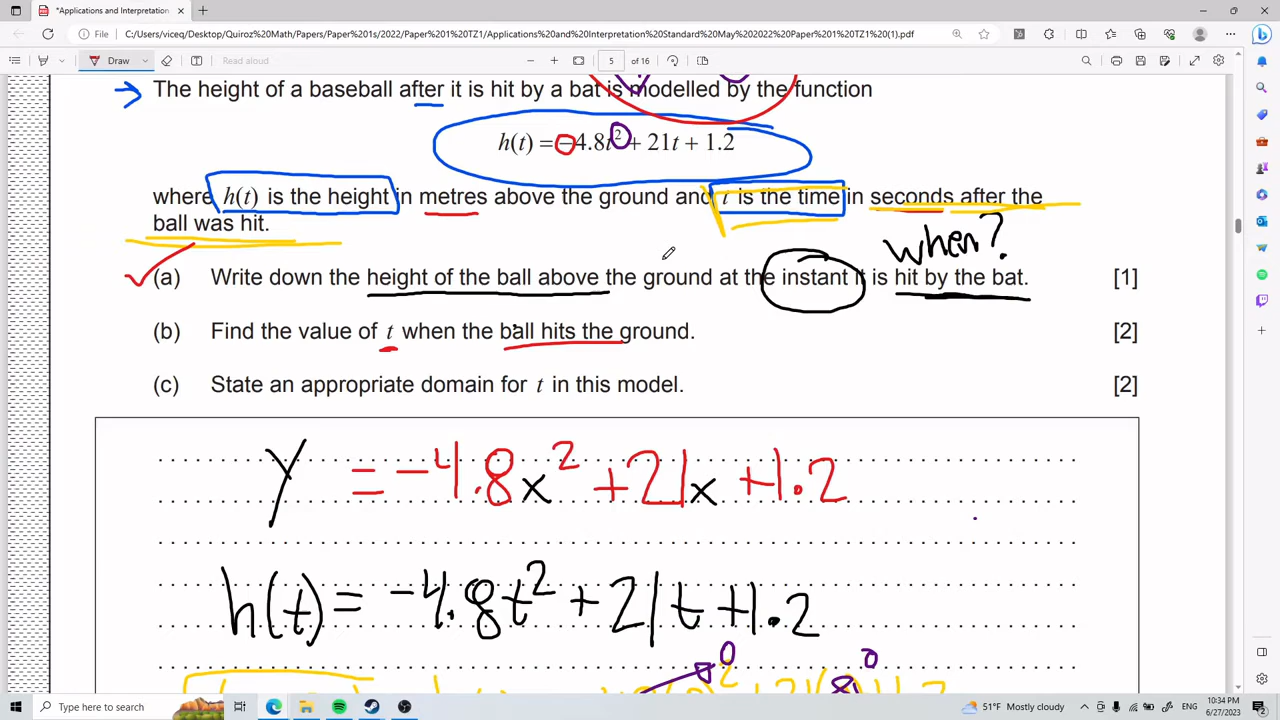 *Applications and Interpretation
C:/Users/viceq/Desktop/Quiroz%20Math/Papers/Paper%201s/2022/Paper%201%20TZ1/Applications%20and%20Interpretation%20Standard%20May%202022%20Paper%201%20TZ1%20(1).pdf
Draw
Read aloud
5 of 16
The height of a baseball after it is hit by a bat is modelled by the function
h(t) = −4.8t² + 21t + 1.2
where h(t) is the height in metres above the ground and t is the time in seconds after the
ball was hit.
when?
(a) Write down the height of the ball above the ground at the instant it is hit by the bat. [1]
(b) Find the value of t when the ball hits the ground. [2]
(c) State an appropriate domain for t in this model. [2]
y = -4.8x² + 21x + 1.2
h(t) = -4.8t² + 21t + 1.2
0 0
Type here to search
51°F Mostly cloudy
10:34 PM
6/27/2023